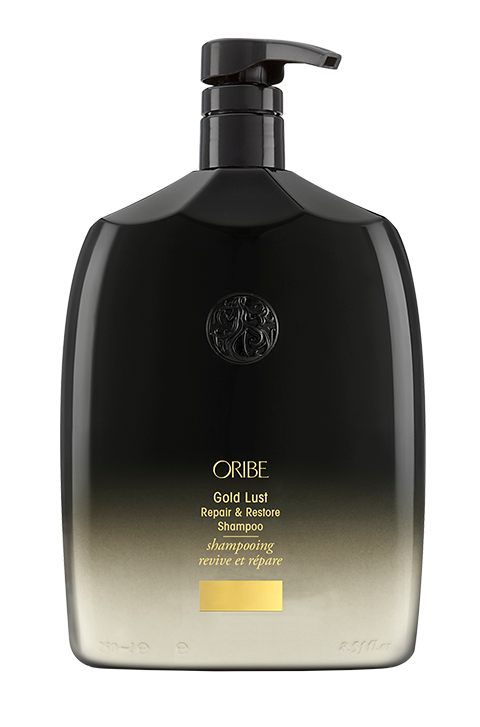 ORIBE
Gold Lust
Repair & Restore
Shampoo
shampooing
revive et répare